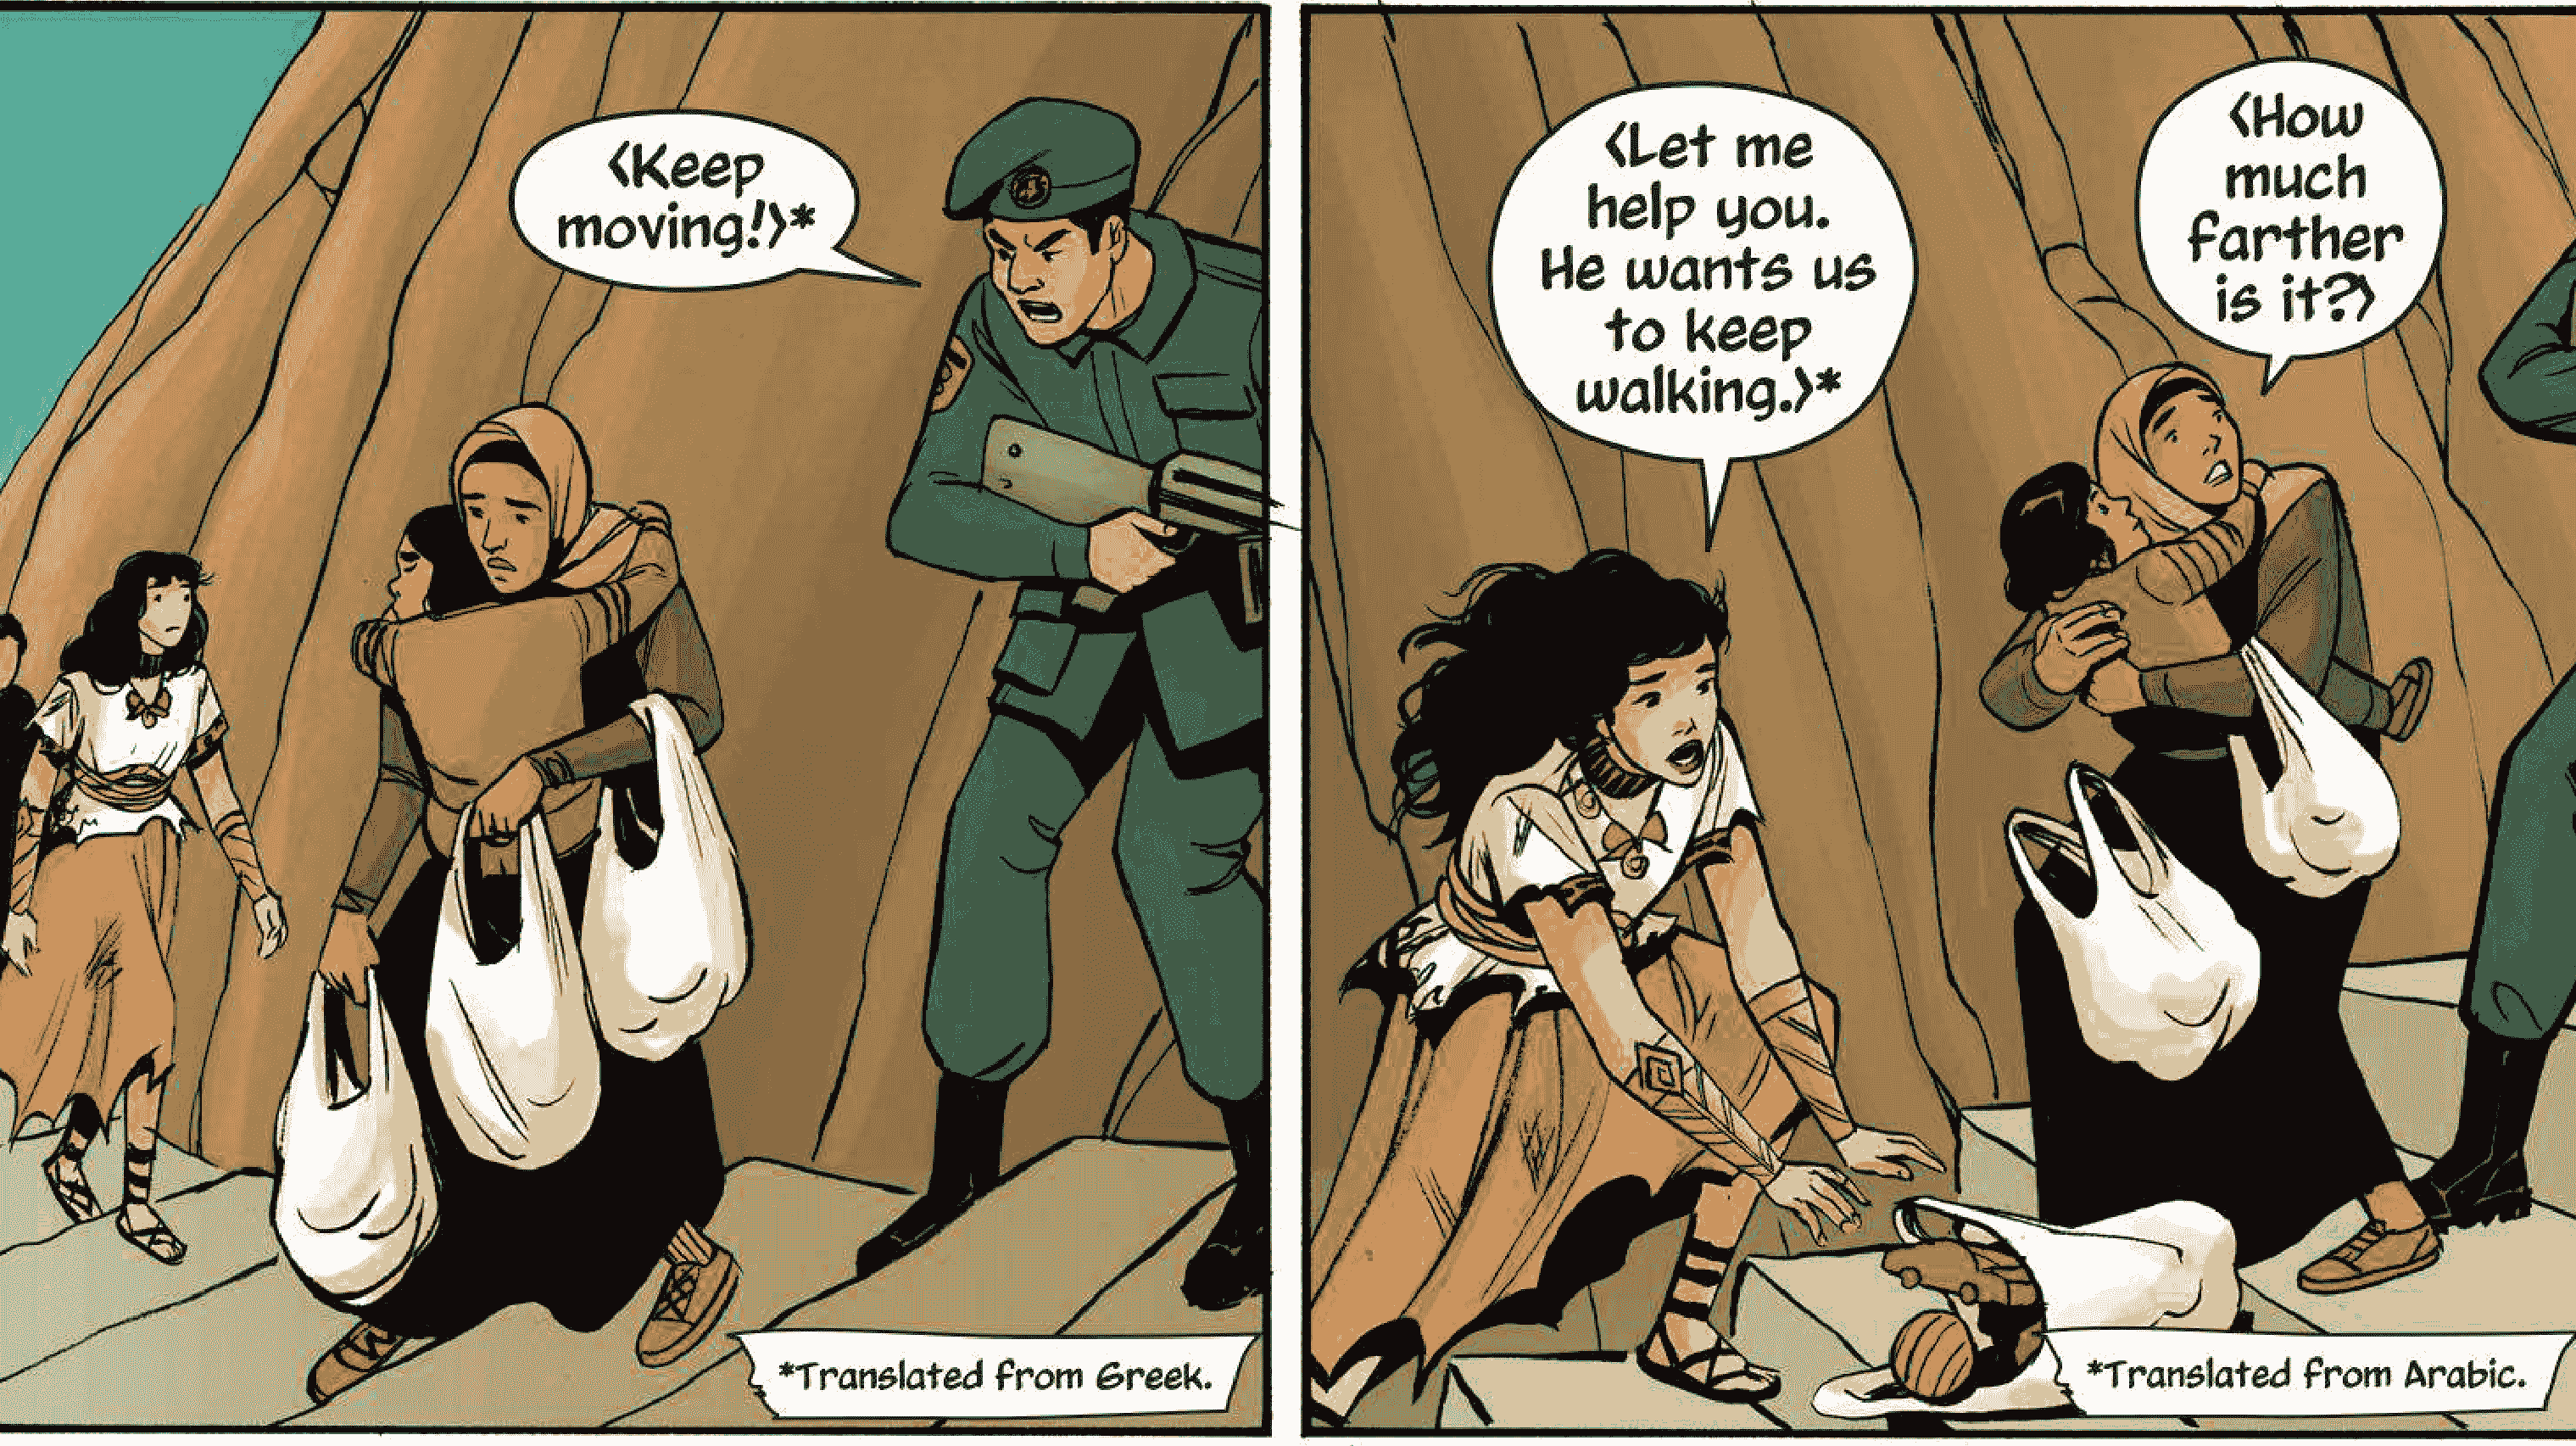 <Keep
moving!>*
*Translated from Greek.
<Let me
help you.
He wants us
to keep
walking.>*
<How
much
farther
is it?>
*Translated from Arabic.